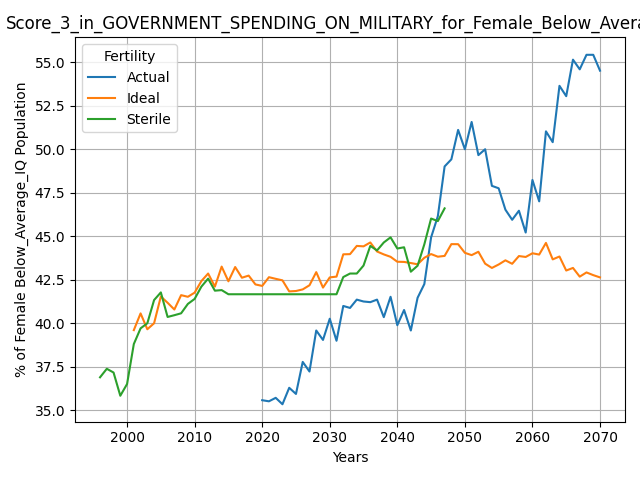 Score_3_in_GOVERNMENT_SPENDING_ON_MILITARY_for_Female_Below_Avera
Fertility
Actual
Ideal
Sterile
% of Female Below_Average_IQ Population
55.0
52.5
50.0
47.5
45.0
42.5
40.0
37.5
35.0
2000
2010
2020
2030
2040
2050
2060
2070
Years